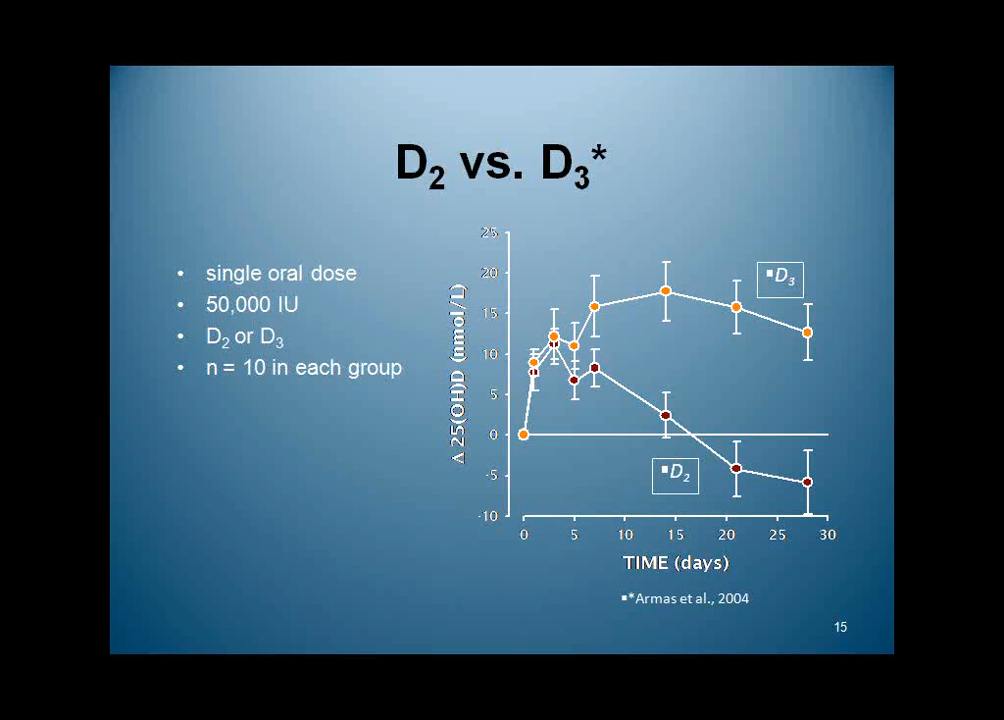 D₂ vs. D₃*
• single oral dose
• 50,000 IU
• D₂ or D₃
• n = 10 in each group
Δ 25(OH)D (nmol/L)
25
20
15
10
5
0
-5
-10
▪D₃
▪D₂
0 5 10 15 20 25 30
TIME (days)
▪*Armas et al., 2004
15